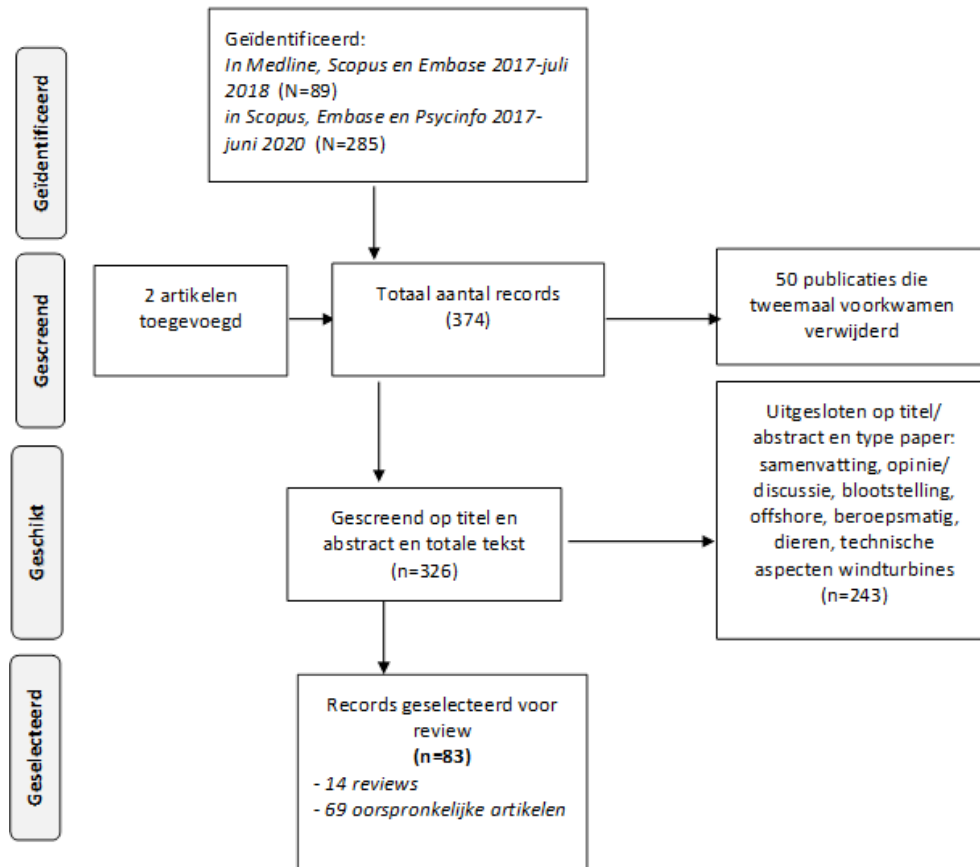 Geïdentificeerd
Geïdentificeerd:
In Medline, Scopus en Embase 2017-juli
2018 (N=89)
in Scopus, Embase en Psycinfo 2017-
juni 2020 (N=285)
Gescreend
2 artikelen
toegevoegd
Totaal aantal records
(374)
50 publicaties die
tweemaal voorkwamen
verwijderd
Geschikt
Gescreend op titel en
abstract en totale tekst
(n=326)
Uitgesloten op titel/
abstract en type paper:
samenvatting, opinie/
discussie, blootstelling,
offshore, beroepsmatig,
dieren, technische
aspecten windturbines
(n=243)
Geselecteerd
Records geselecteerd voor
review
(n=83)
- 14 reviews
- 69 oorspronkelijke artikelen